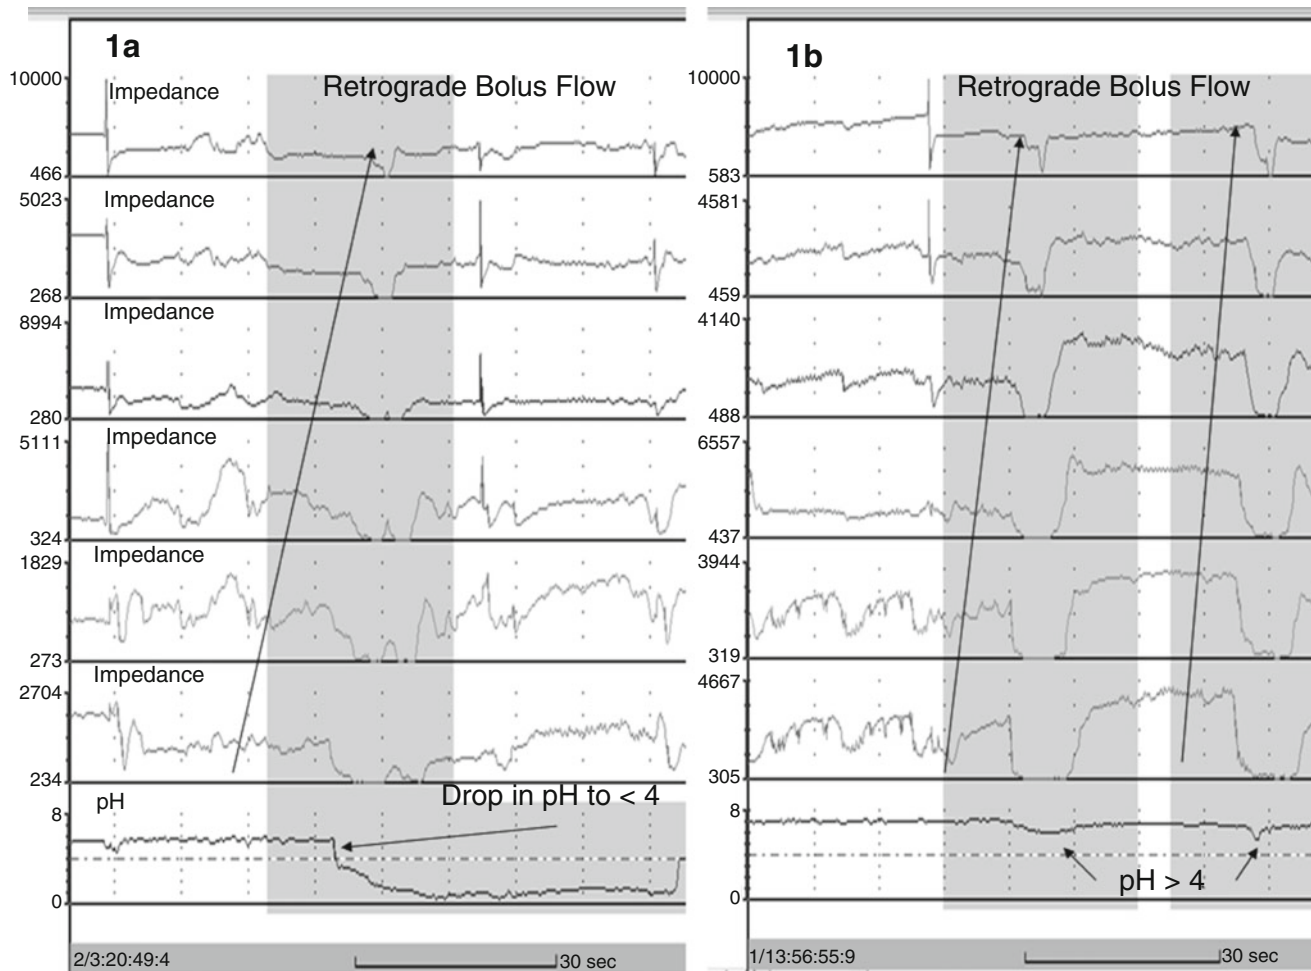 1a
Retrograde Bolus Flow
10000
Impedance
466
5023
Impedance
268
Impedance
8994
280
Impedance
5111
324
Impedance
1829
273
Impedance
2704
234
pH
Drop in pH to < 4
8
0
2/3:20:49:4
30 sec
1b
Retrograde Bolus Flow
10000
583
4581
459
4140
488
6557
437
3944
319
4667
305
8
pH > 4
0
1/13:56:55:9
30 sec